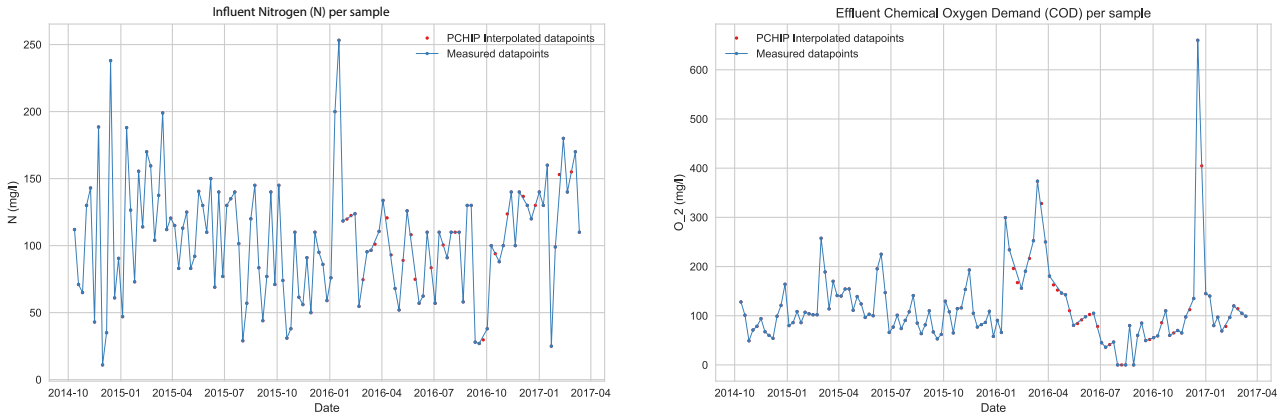 Influent Nitrogen (N) per sample
PCHIP Interpolated datapoints
Measured datapoints
250
200
150
100
50
0
N (mg/l)
2014-10 2015-01 2015-04 2015-07 2015-10 2016-01 2016-04 2016-07 2016-10 2017-01 2017-04
Date
Effluent Chemical Oxygen Demand (COD) per sample
PCHIP Interpolated datapoints
Measured datapoints
600
500
400
300
200
100
0
O_2 (mg/l)
2014-10 2015-01 2015-04 2015-07 2015-10 2016-01 2016-04 2016-07 2016-10 2017-01 2017-04
Date